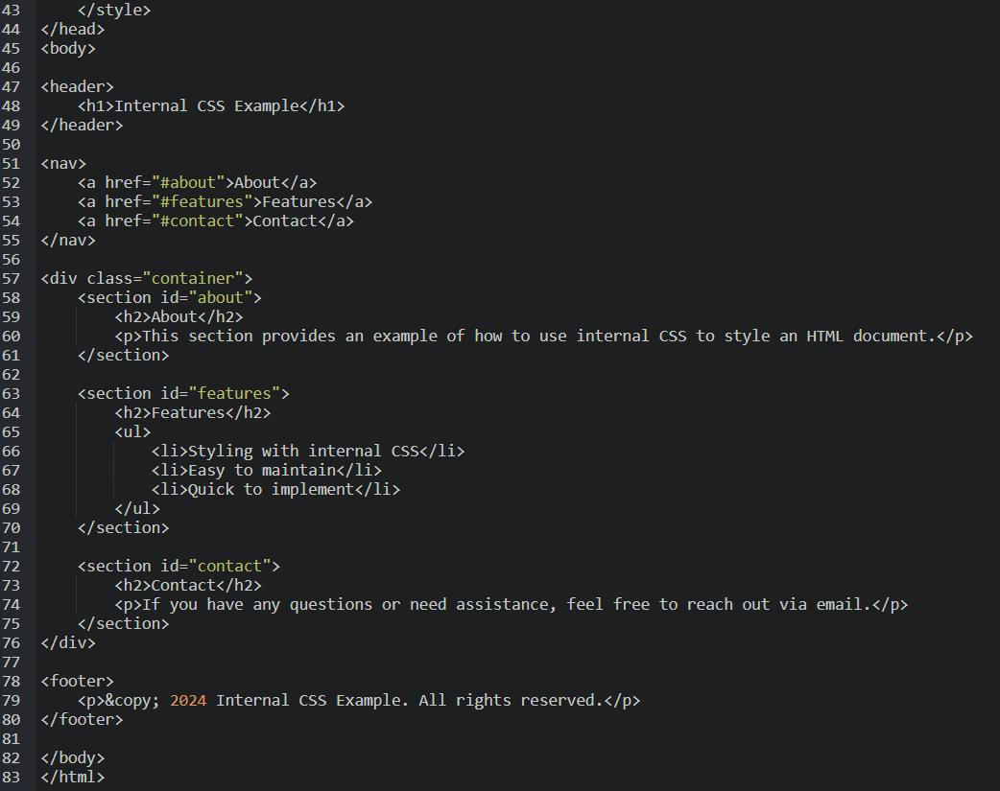 43     </style>
44 </head>
45 <body>
46
47 <header>
48     <h1>Internal CSS Example</h1>
49 </header>
50
51 <nav>
52     <a href="#about">About</a>
53     <a href="#features">Features</a>
54     <a href="#contact">Contact</a>
55 </nav>
56
57 <div class="container">
58     <section id="about">
59         <h2>About</h2>
60         <p>This section provides an example of how to use internal CSS to style an HTML document.</p>
61     </section>
62
63     <section id="features">
64         <h2>Features</h2>
65         <ul>
66             <li>Styling with internal CSS</li>
67             <li>Easy to maintain</li>
68             <li>Quick to implement</li>
69         </ul>
70     </section>
71
72     <section id="contact">
73         <h2>Contact</h2>
74         <p>If you have any questions or need assistance, feel free to reach out via email.</p>
75     </section>
76 </div>
77
78 <footer>
79     <p>&copy; 2024 Internal CSS Example. All rights reserved.</p>
80 </footer>
81
82 </body>
83 </html>